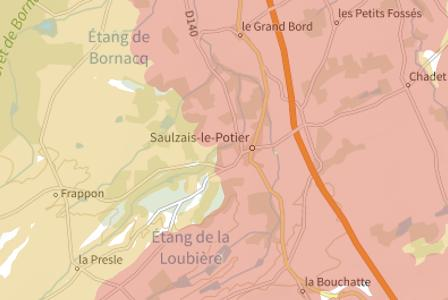 les Petits Fossés
D140
le Grand Bord
Étang de
Bornacq
Chadet
Saulzais-le-Potier
Frappon
Étang de la
Loubière
la Presle
la Bouchatte